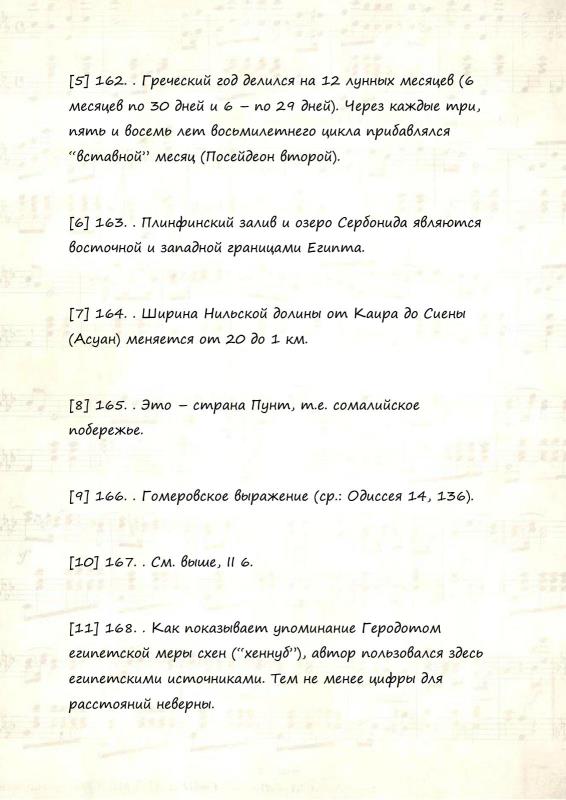 [5] 162. . Греческий год делился на 12 лунных месяцев (6
месяцев по 30 дней и 6 – по 29 дней). Через каждые три,
пять и восемь лет восьмилетнего цикла прибавлялся
“вставной” месяц (Посейдеон второй).
[6] 163. . Плинфинский залив и озеро Сербонида являются
восточной и западной границами Египта.
[7] 164. . Ширина Нильской долины от Каира до Сиены
(Асуан) меняется от 20 до 1 км.
[8] 165. . Это – страна Пунт, т.е. сомалийское
побережье.
[9] 166. . Гомеровское выражение (ср.: Одиссея 14, 136).
[10] 167. . См. выше, II 6.
[11] 168. . Как показывает упоминание Геродотом
египетской меры схен (“хеннуб”), автор пользовался здесь
египетскими источниками. Тем не менее цифры для
расстояний неверны.